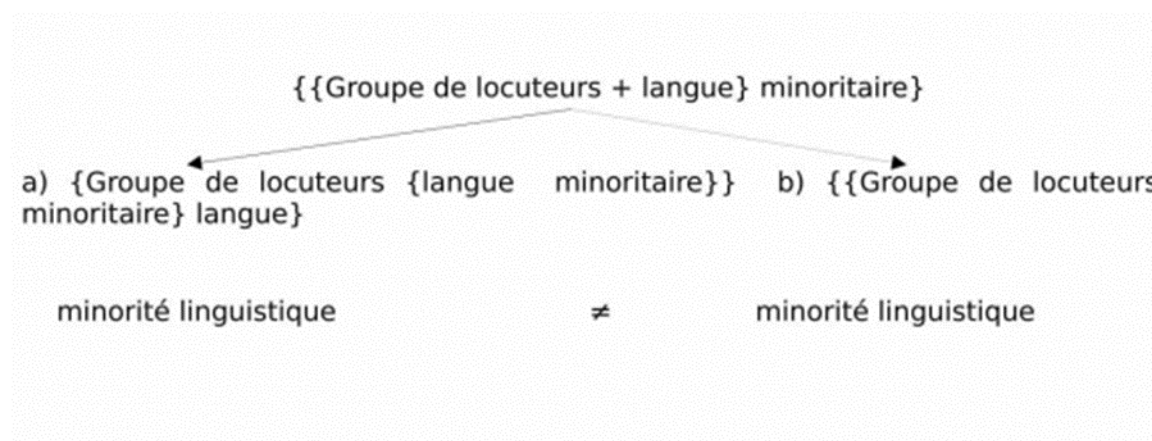 {{Groupe de locuteurs + langue} minoritaire}
a) {Groupe de locuteurs {langue minoritaire}} b) {{Groupe de locuteurs
minoritaire} langue}
minorité linguistique ≠ minorité linguistique